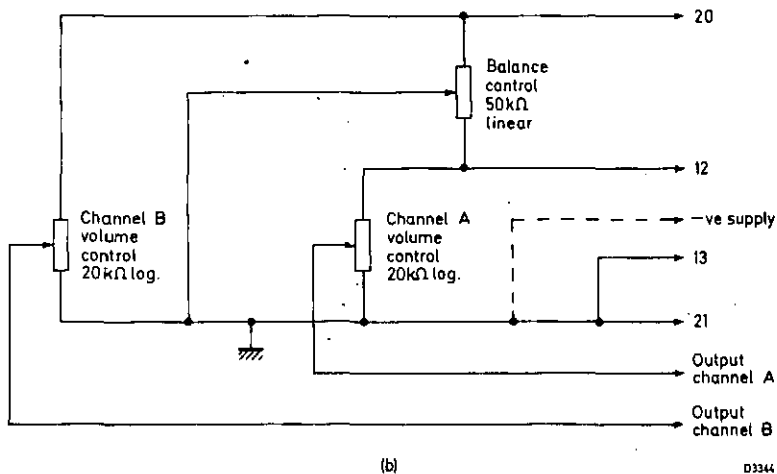 20
Balance
control
50kΩ
linear
12
Channel B
volume
control
20kΩ log.
Channel A
volume
control
20kΩ log.
-ve supply
13
21
Output
channel A
Output
channel B
(b)
D3344